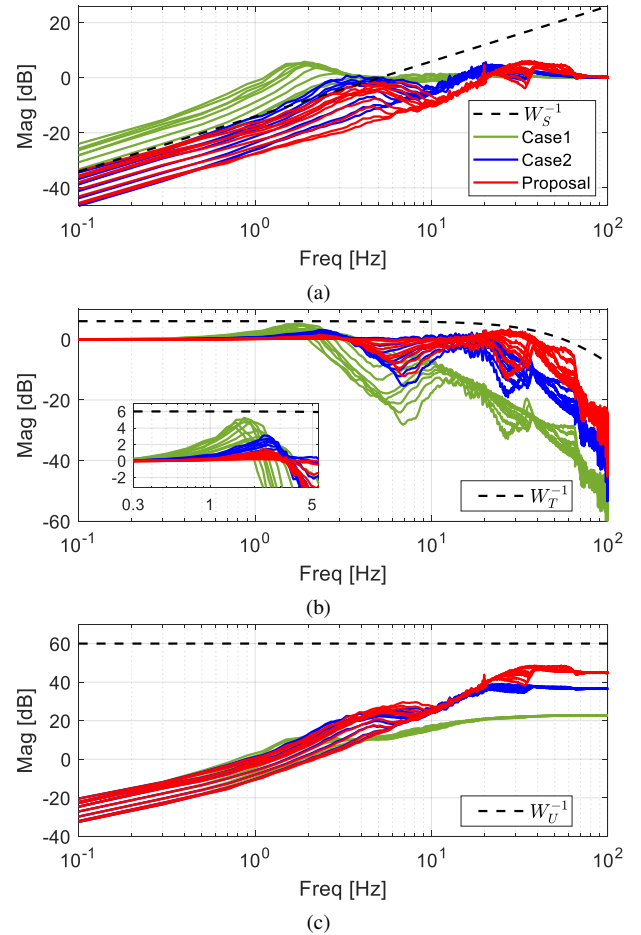 20
0
-20
-40
Mag [dB]
W_S^{-1}
Case1
Case2
Proposal
10^{-1}
10^{0}
10^{1}
10^{2}
Freq [Hz]
(a)
0
-20
-40
-60
Mag [dB]
6
4
2
0
-2
0.3
1
5
W_T^{-1}
10^{-1}
10^{0}
10^{1}
10^{2}
Freq [Hz]
(b)
60
40
20
0
-20
-40
Mag [dB]
W_U^{-1}
10^{-1}
10^{0}
10^{1}
10^{2}
Freq [Hz]
(c)